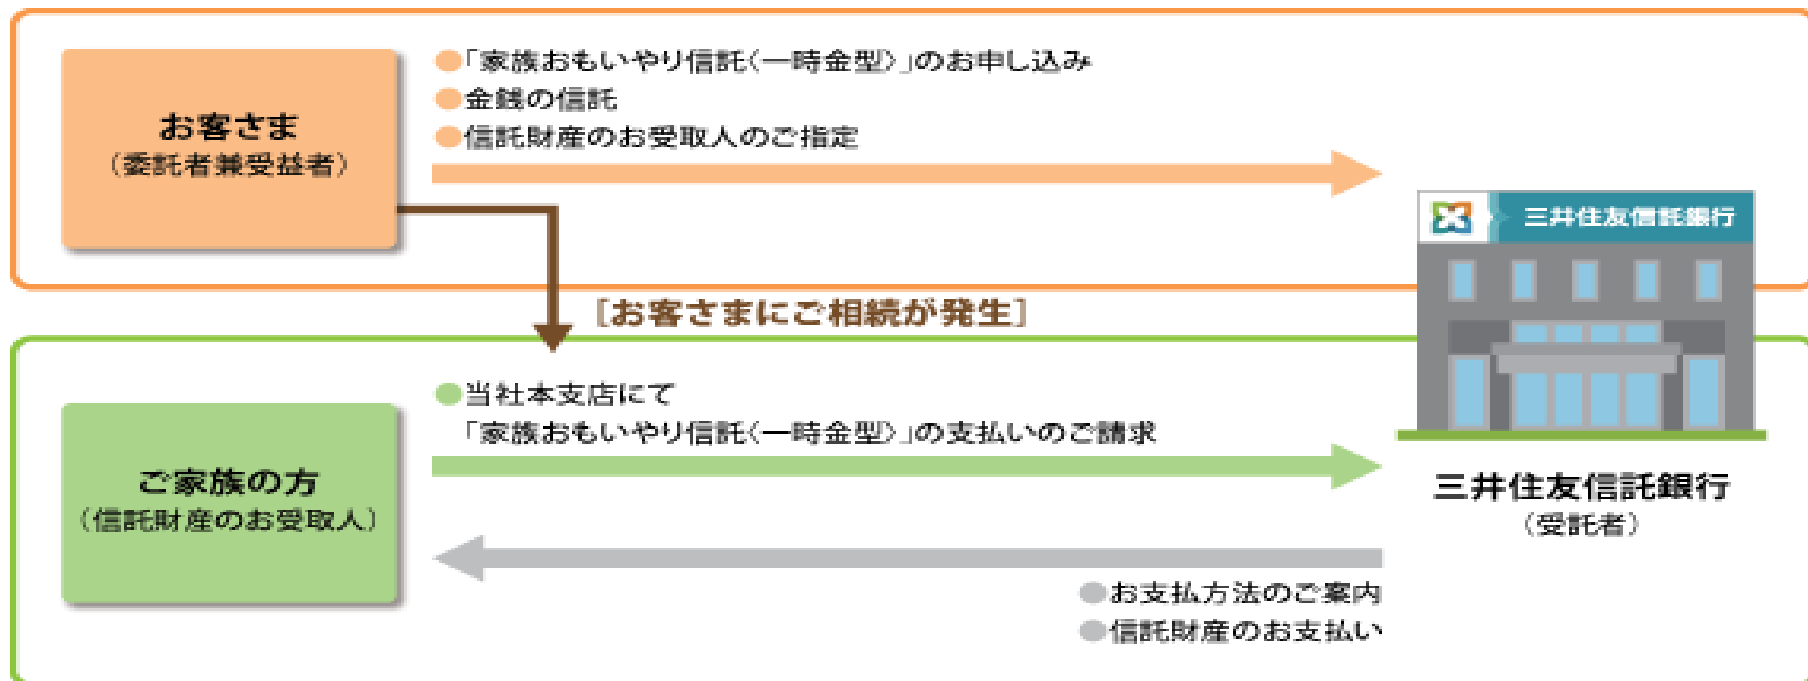 ●「家族おもいやり信託〈一時金型〉」のお申し込み
●金銭の信託
●信託財産のお受取人のご指定
お客さま
（委託者兼受益者）
三井住友信託銀行
［お客さまにご相続が発生］
●当社本支店にて
「家族おもいやり信託〈一時金型〉」の支払いのご請求
ご家族の方
（信託財産のお受取人）
三井住友信託銀行
（受託者）
●お支払方法のご案内
●信託財産のお支払い